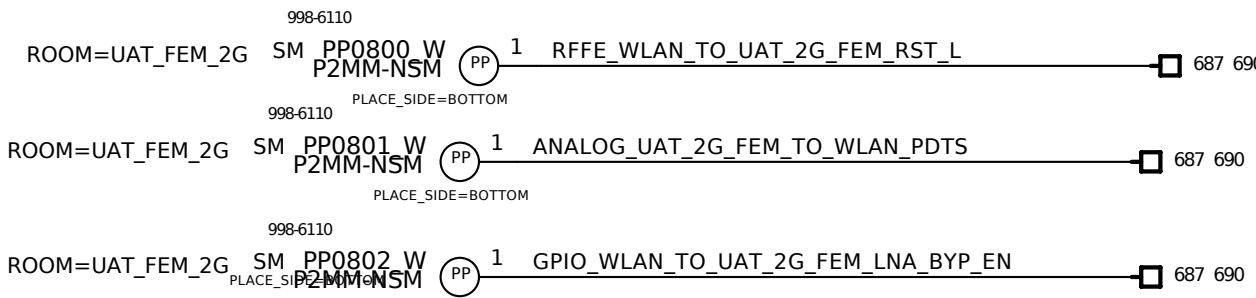 998-6110
ROOM=UAT_FEM_2G SM PP0800_W 1 RFFE_WLAN_TO_UAT_2G_FEM_RST_L
P2MM-NSM PP 687 690
PLACE_SIDE=BOTTOM
998-6110
ROOM=UAT_FEM_2G SM PP0801_W 1 ANALOG_UAT_2G_FEM_TO_WLAN_PDTS
P2MM-NSM PP 687 690
PLACE_SIDE=BOTTOM
998-6110
ROOM=UAT_FEM_2G SM PP0802_W 1 GPIO_WLAN_TO_UAT_2G_FEM_LNA_BYP_EN
P2MM-NSM PP 687 690
PLACE_SIDE=BOTTOM